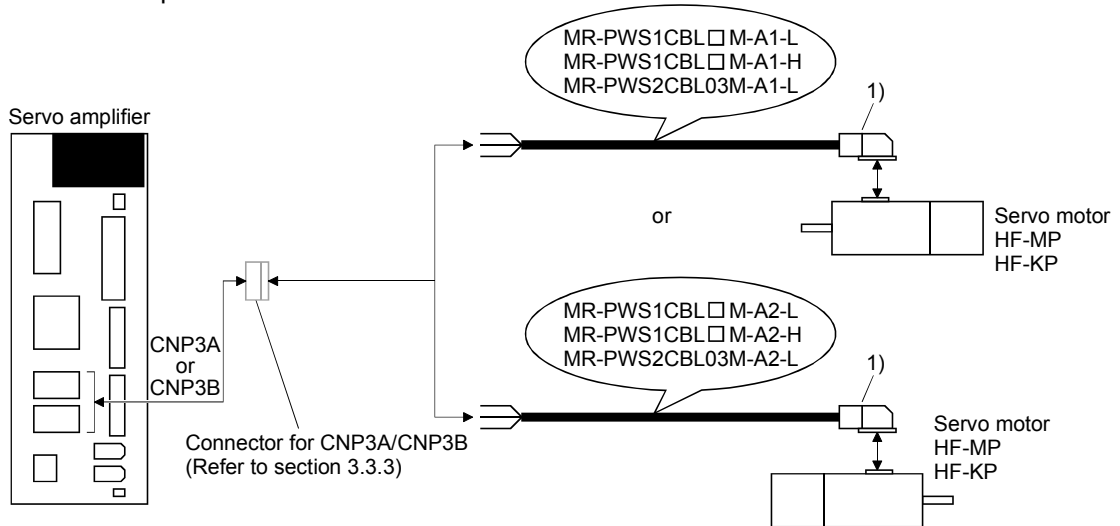 MR-PWS1CBL□M-A1-L
MR-PWS1CBL□M-A1-H
MR-PWS2CBL03M-A1-L
1)
Servo amplifier
or
Servo motor
HF-MP
HF-KP
CNP3A
or
CNP3B
MR-PWS1CBL□M-A2-L
MR-PWS1CBL□M-A2-H
MR-PWS2CBL03M-A2-L
1)
Connector for CNP3A/CNP3B
(Refer to section 3.3.3)
Servo motor
HF-MP
HF-KP